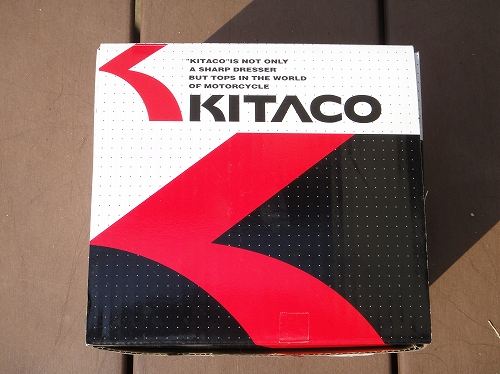 "KITACO"IS NOT ONLY
A SHARP DRESSER
BUT TOPS IN THE WORLD
OF MOTORCYCLE
KITACO